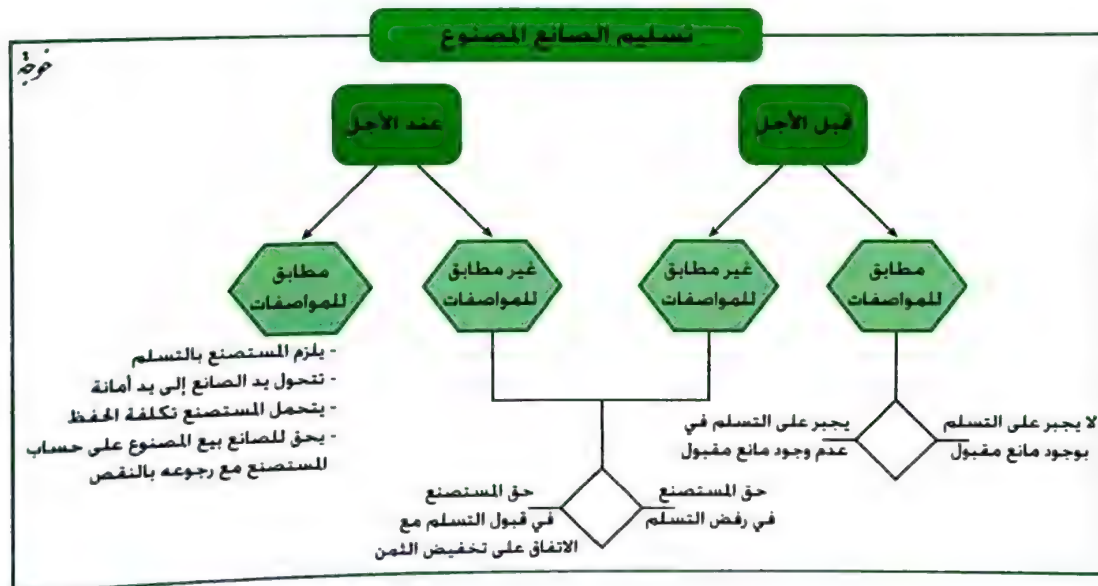 تسليم الصانع المصنوع
قبل الأجل
عند الأجل
مطابق
للمواصفات
غير مطابق
للمواصفات
غير مطابق
للمواصفات
مطابق
للمواصفات
لا يجبر على التسلم
بوجود مانع مقبول
يجبر على التسلم في
عدم وجود مانع مقبول
حق المستصنع
في رفض التسلم
حق المستصنع
في قبول التسلم مع
الاتفاق على تخفيض الثمن
- يلزم المستصنع بالتسلم
- تتحول يد الصانع إلى يد أمانة
- يتحمل المستصنع تكلفة الحفظ
- يحق للصانع بيع المصنوع على حساب
المستصنع مع رجوعه بالنقص